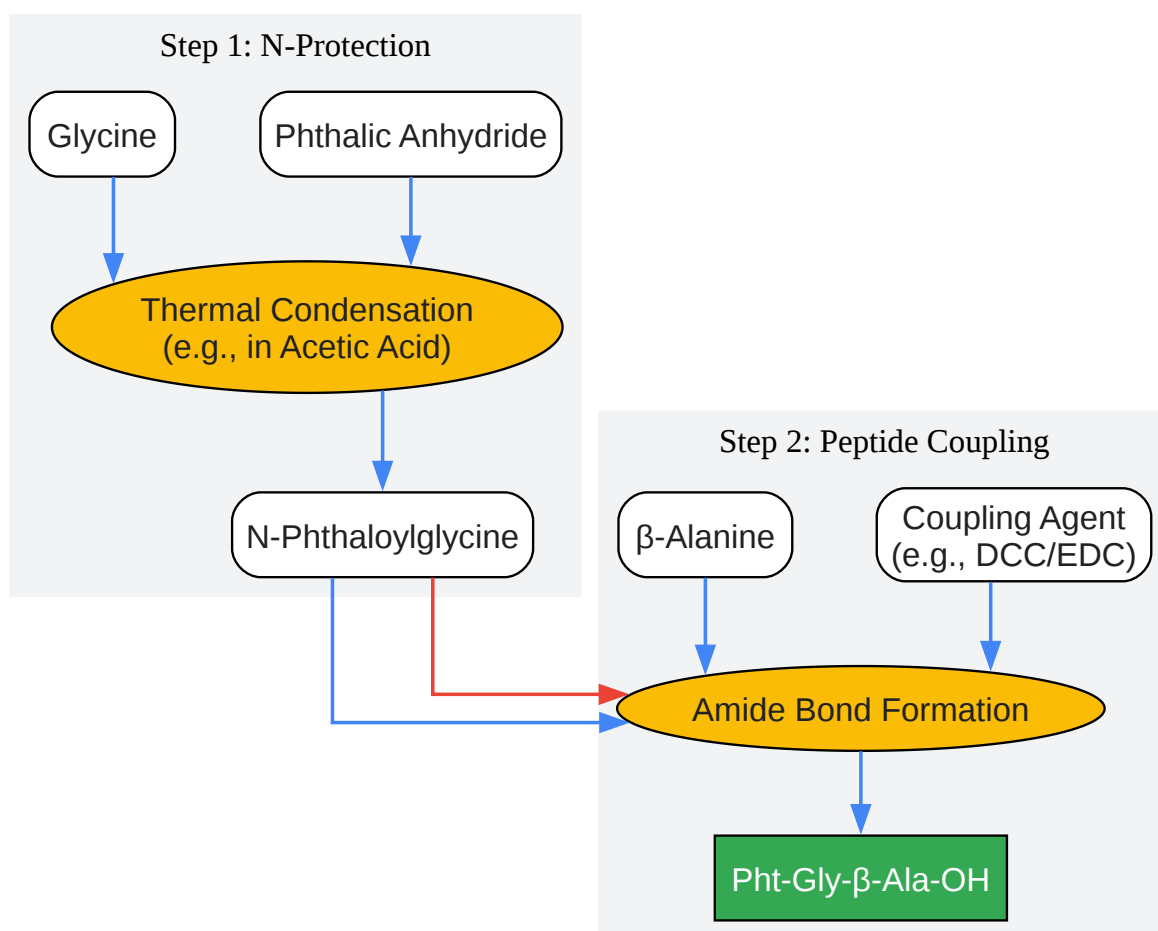 Step 1: N-Protection
Glycine
Phthalic Anhydride
Thermal Condensation
(e.g., in Acetic Acid)
N-Phthaloylglycine
Step 2: Peptide Coupling
β-Alanine
Coupling Agent
(e.g., DCC/EDC)
Amide Bond Formation
Pht-Gly-β-Ala-OH